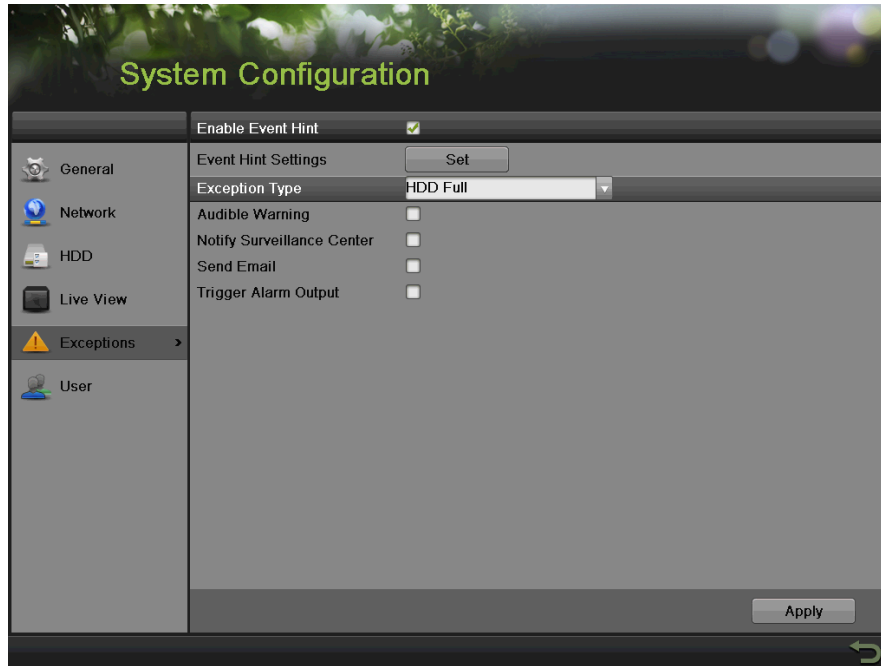 System Configuration
Enable Event Hint
General
Network
HDD
Live View
Exceptions
User
Event Hint Settings Set
Exception Type HDD Full
Audible Warning
Notify Surveillance Center
Send Email
Trigger Alarm Output
Apply